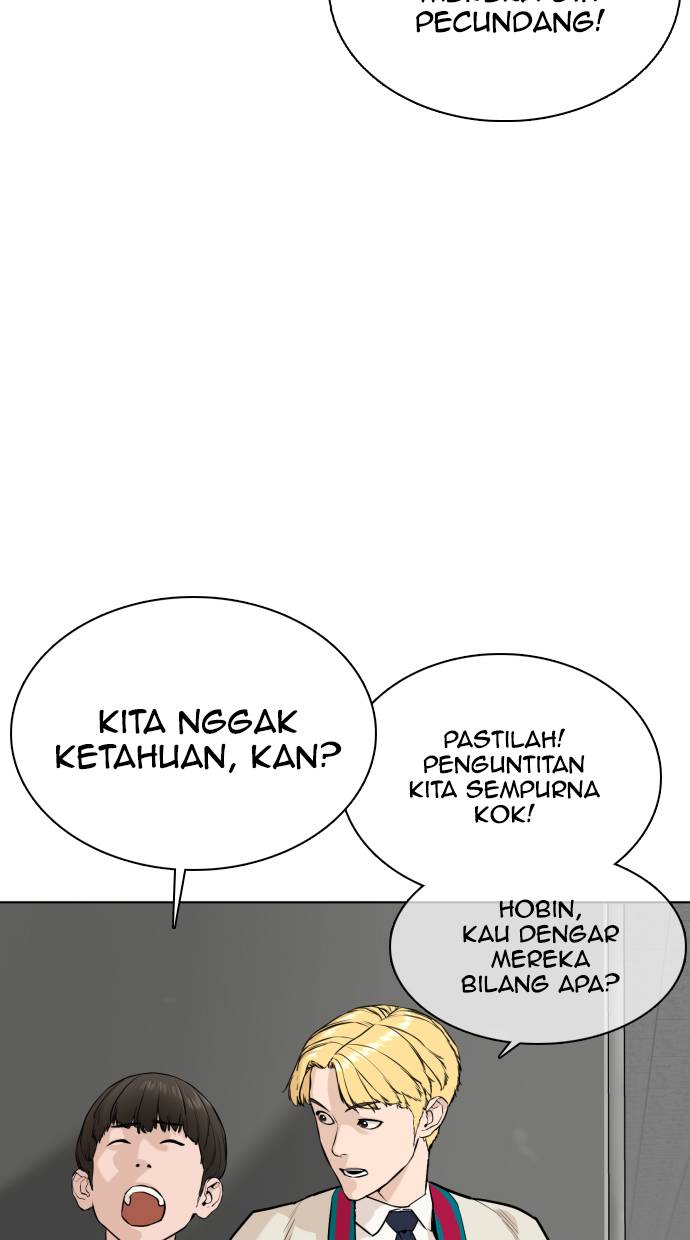 PECUNDANG!
KITA NGGAK
KETAHUAN, KAN?
PASTILAH!
PENGUNTITAN
KITA SEMPURNA
KOK!
HOBIN,
KAU DENGAR
MEREKA
BILANG APA?